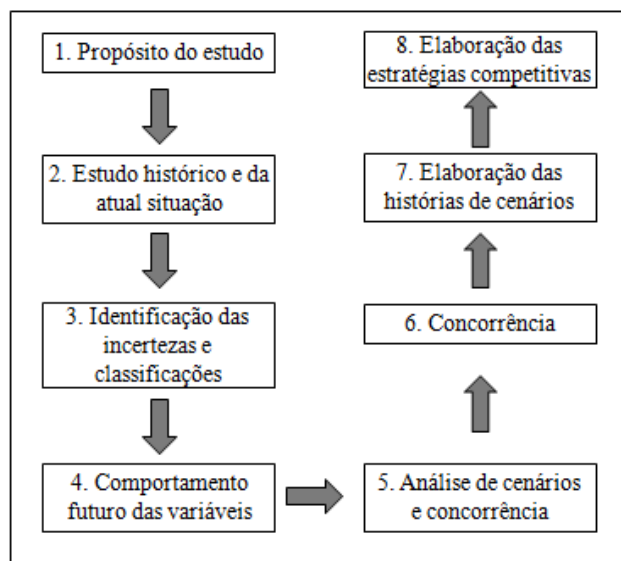 1. Propósito do estudo
2. Estudo histórico e da
atual situação
3. Identificação das
incertezas e
classificações
4. Comportamento
futuro das variáveis
5. Análise de cenários
e concorrência
6. Concorrência
7. Elaboração das
histórias de cenários
8. Elaboração das
estratégias competitivas